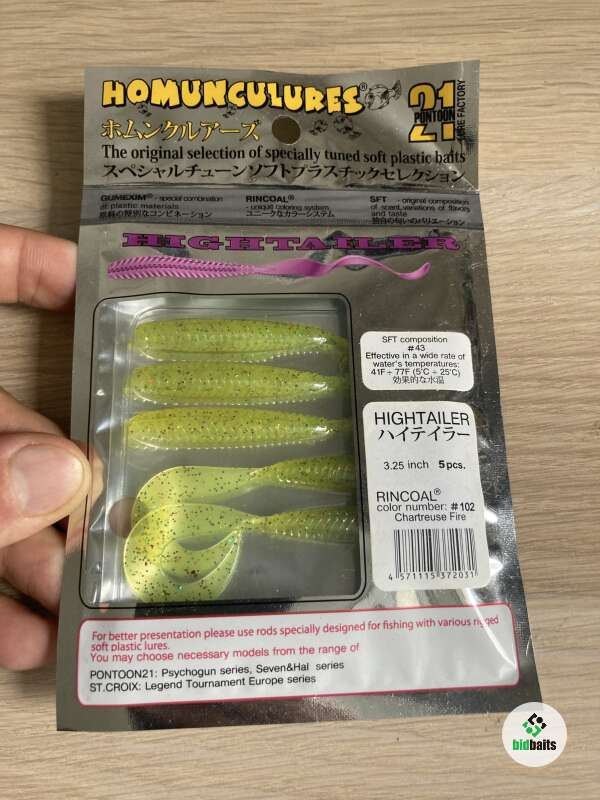 HOMUNCULURES®
ホムンクルアーズ
21
PONTOON
LURE FACTORY
The original selection of specially tuned soft plastic baits
スペシャルチューン ソフトプラスチックセレクション
GUMEXIM® - special combination
of plastic materials
RINCOAL®
- unique coloring system
ユニークなカラーシステム
SFT - original composition
of scent, variations of flavors
and taste
HIGHTAILER
SFT composition
#43
Effective in a wide rate of
water's temperatures:
41F ÷ 77F (5°C ÷ 25°C)
効果的な水温
HIGHTAILER
ハイテイラー
3.25 inch 5 pcs.
RINCOAL®
color number: #102
Chartreuse Fire
4 571115 372031
For better presentation please use rods specially designed for fishing with various rigged
soft plastic lures.
You may choose necessary models from the range of
PONTOON21: Psychogun series, Seven&Hal series
ST.CROIX: Legend Tournament Europe series
bidbaits